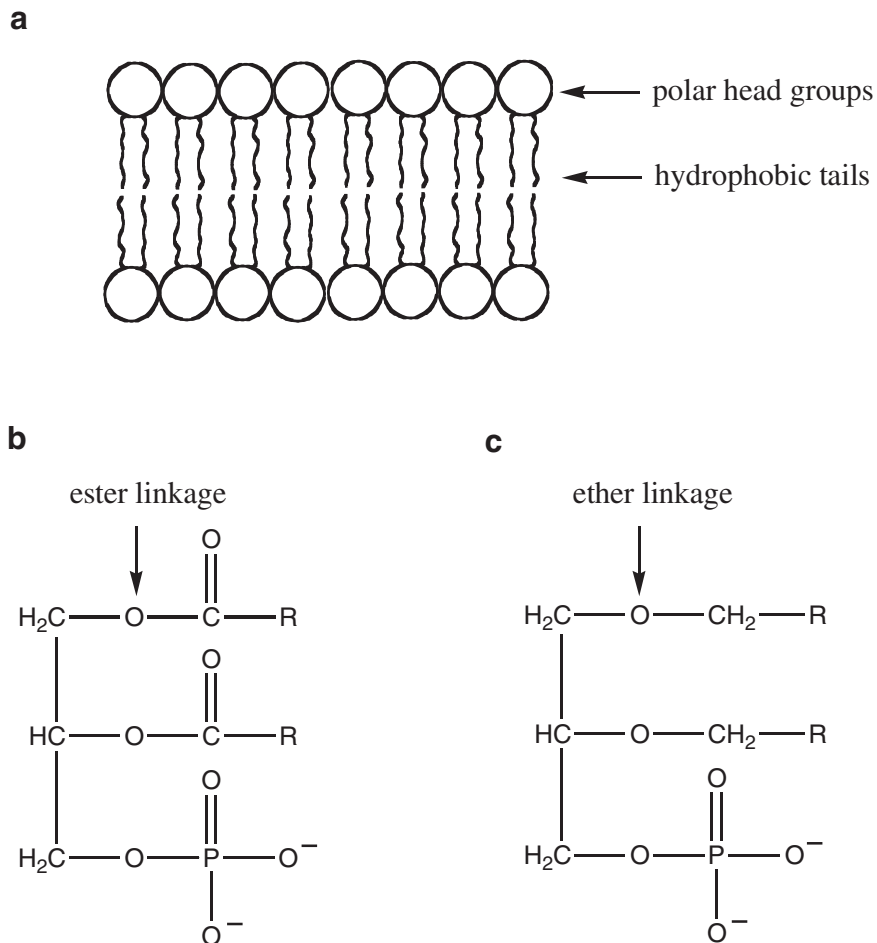 a
polar head groups
hydrophobic tails
b
ester linkage
O
H₂C O C R
O
HC O C R
O
H₂C O P O⁻
O⁻
c
ether linkage
H₂C O CH₂ R
HC O CH₂ R
O
H₂C O P O⁻
O⁻